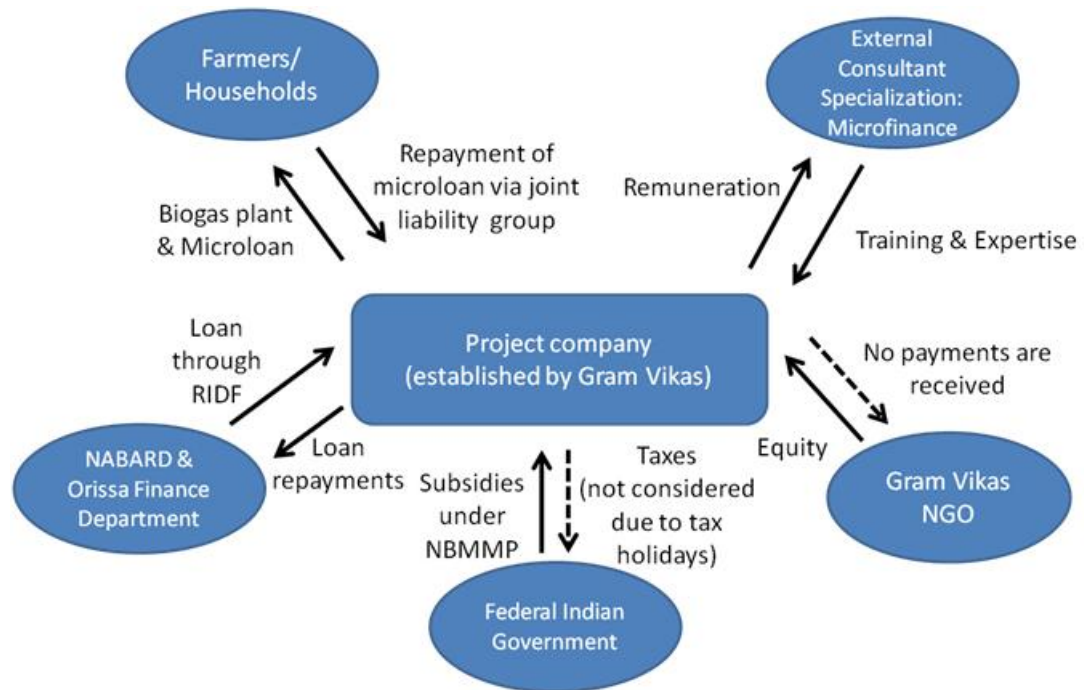 Farmers/
Households
External
Consultant
Specialization:
Microfinance
Repayment of
microloan via joint
liability group
Remuneration
Biogas plant
& Microloan
Training & Expertise
Loan
through
RIDF
Project company
(established by Gram Vikas)
No payments are
received
NABARD &
Orissa Finance
Department
Loan
repayments
Subsidies
under
NBMMP
Taxes
(not considered
due to tax
holidays)
Equity
Gram Vikas
NGO
Federal Indian
Government